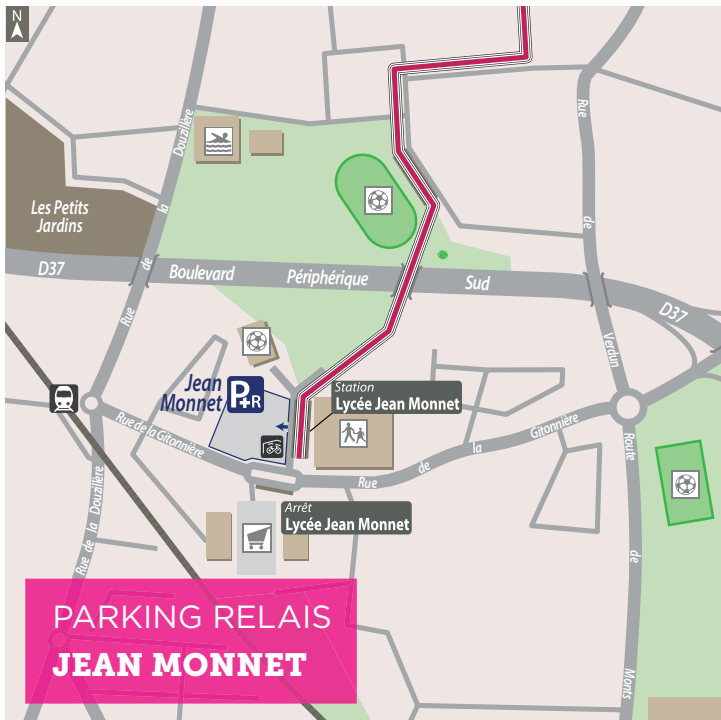 N
Douzillère
la
de
Rue
Rue
de
Verdun
Les Petits
Jardins
D37
Boulevard
Périphérique
Sud
D37
Jean
Monnet
P+R
Station
Lycée Jean Monnet
Rue de la Gitonnière
Rue
de
la
Gitonnière
Route
de
Monts
Arrêt
Lycée Jean Monnet
Rue de la Douzillère
PARKING RELAIS
JEAN MONNET